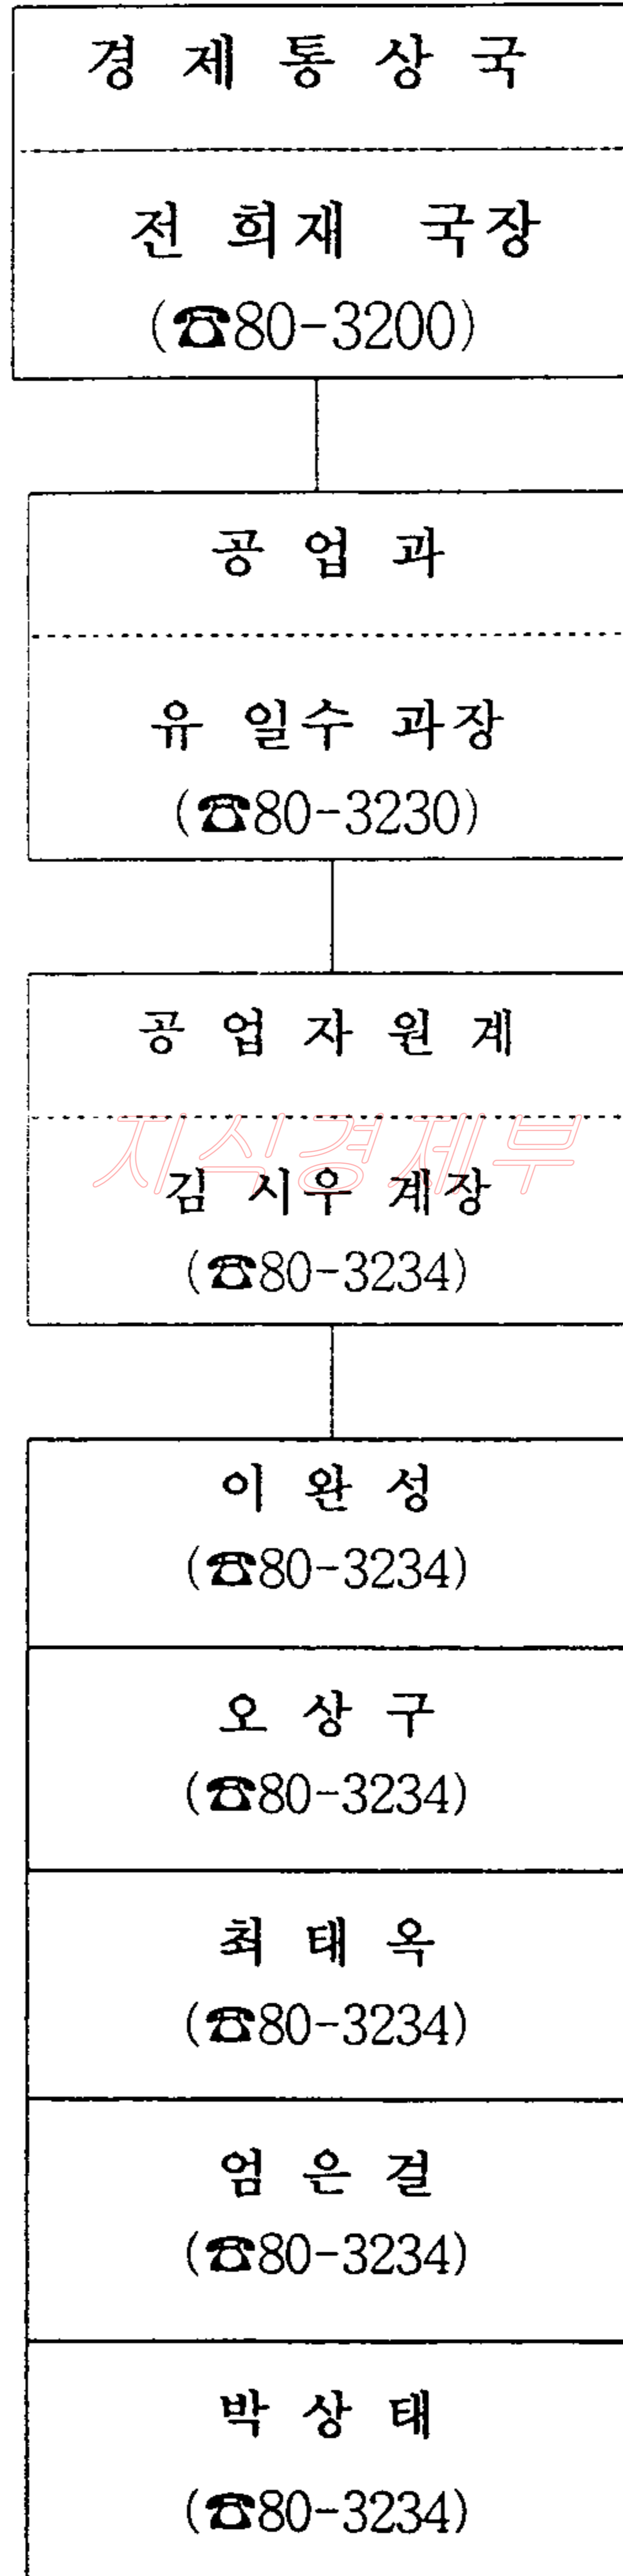 경 제 통 상 국
전 희재 국장
(☎80-3200)
공 업 과
유 일수 과장
(☎80-3230)
공 업 자 원 계
지식경제부
김 시우 계장
(☎80-3234)
이 완 성
(☎80-3234)
오 상 구
(☎80-3234)
최 태 옥
(☎80-3234)
엄 은 걸
(☎80-3234)
박 상 태
(☎80-3234)